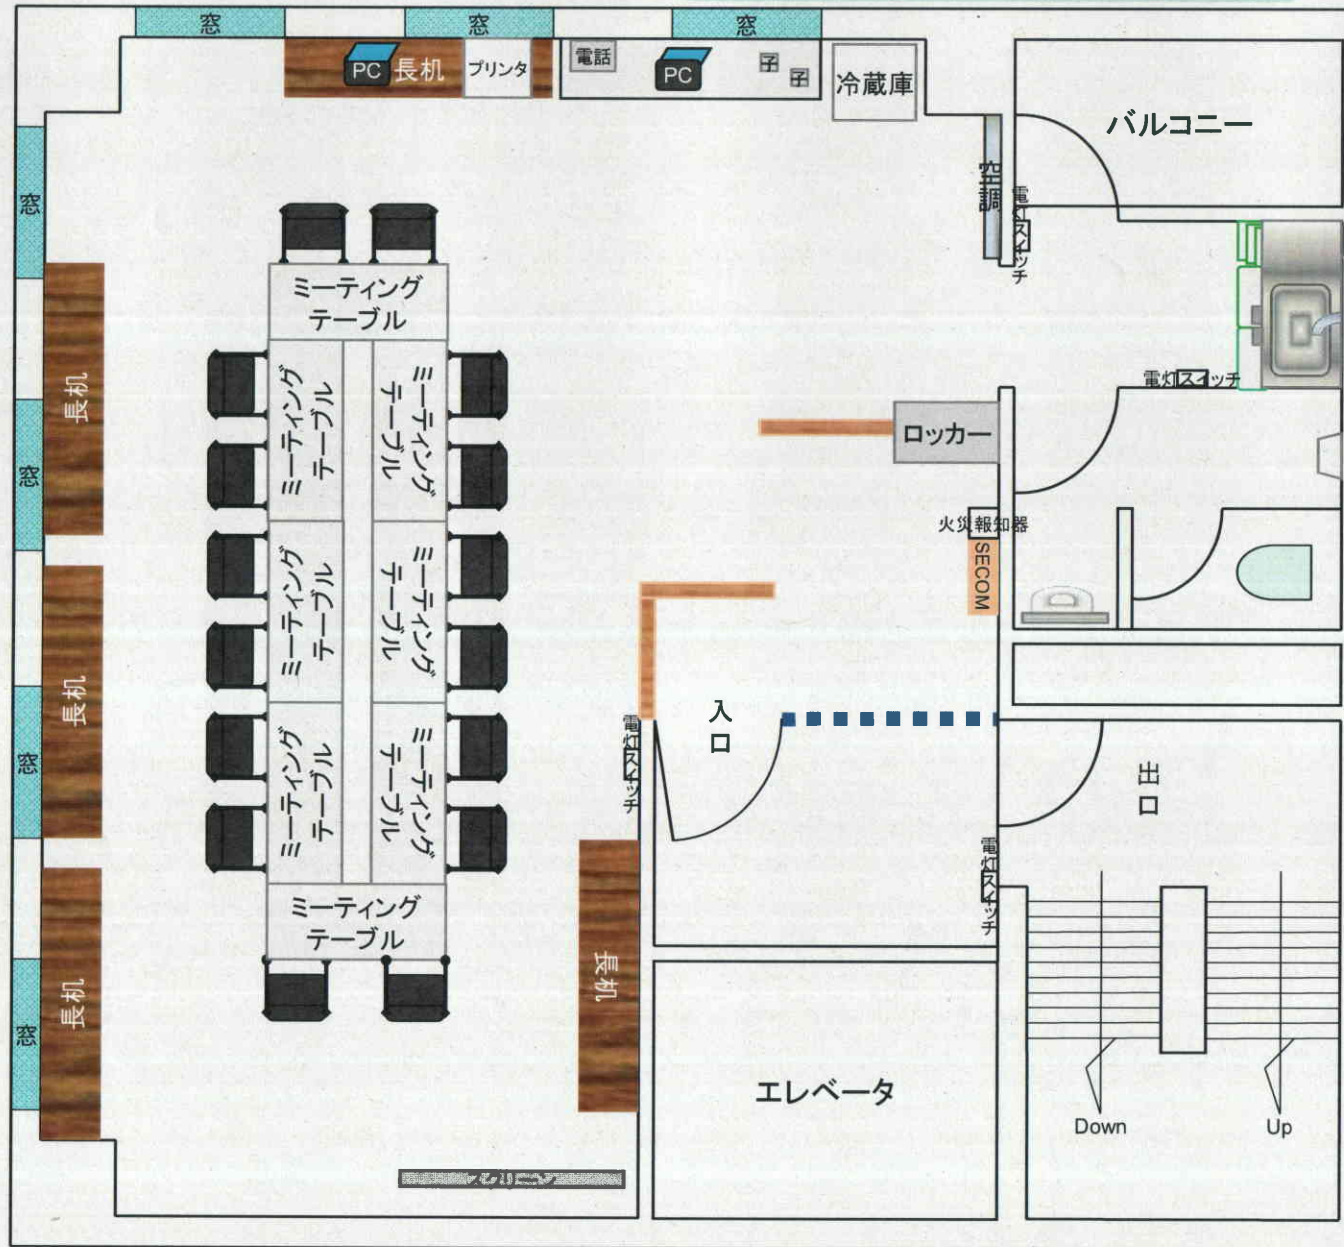 窓
窓
窓
PC
長机
プリンタ
電話
PC
子
子
冷蔵庫
バルコニー
空調
電灯スイッチ
窓
ミーティング
テーブル
長机
ミーティング
テーブル
ミーティング
テーブル
電灯スイッチ
ロッカー
窓
火災報知器
SECOM
ミーティング
テーブル
ミーティング
テーブル
長机
窓
入口
電灯スイッチ
出口
ミーティング
テーブル
ミーティング
テーブル
電灯スイッチ
ミーティング
テーブル
長机
窓
長机
エレベータ
Down
Up
スクリーン